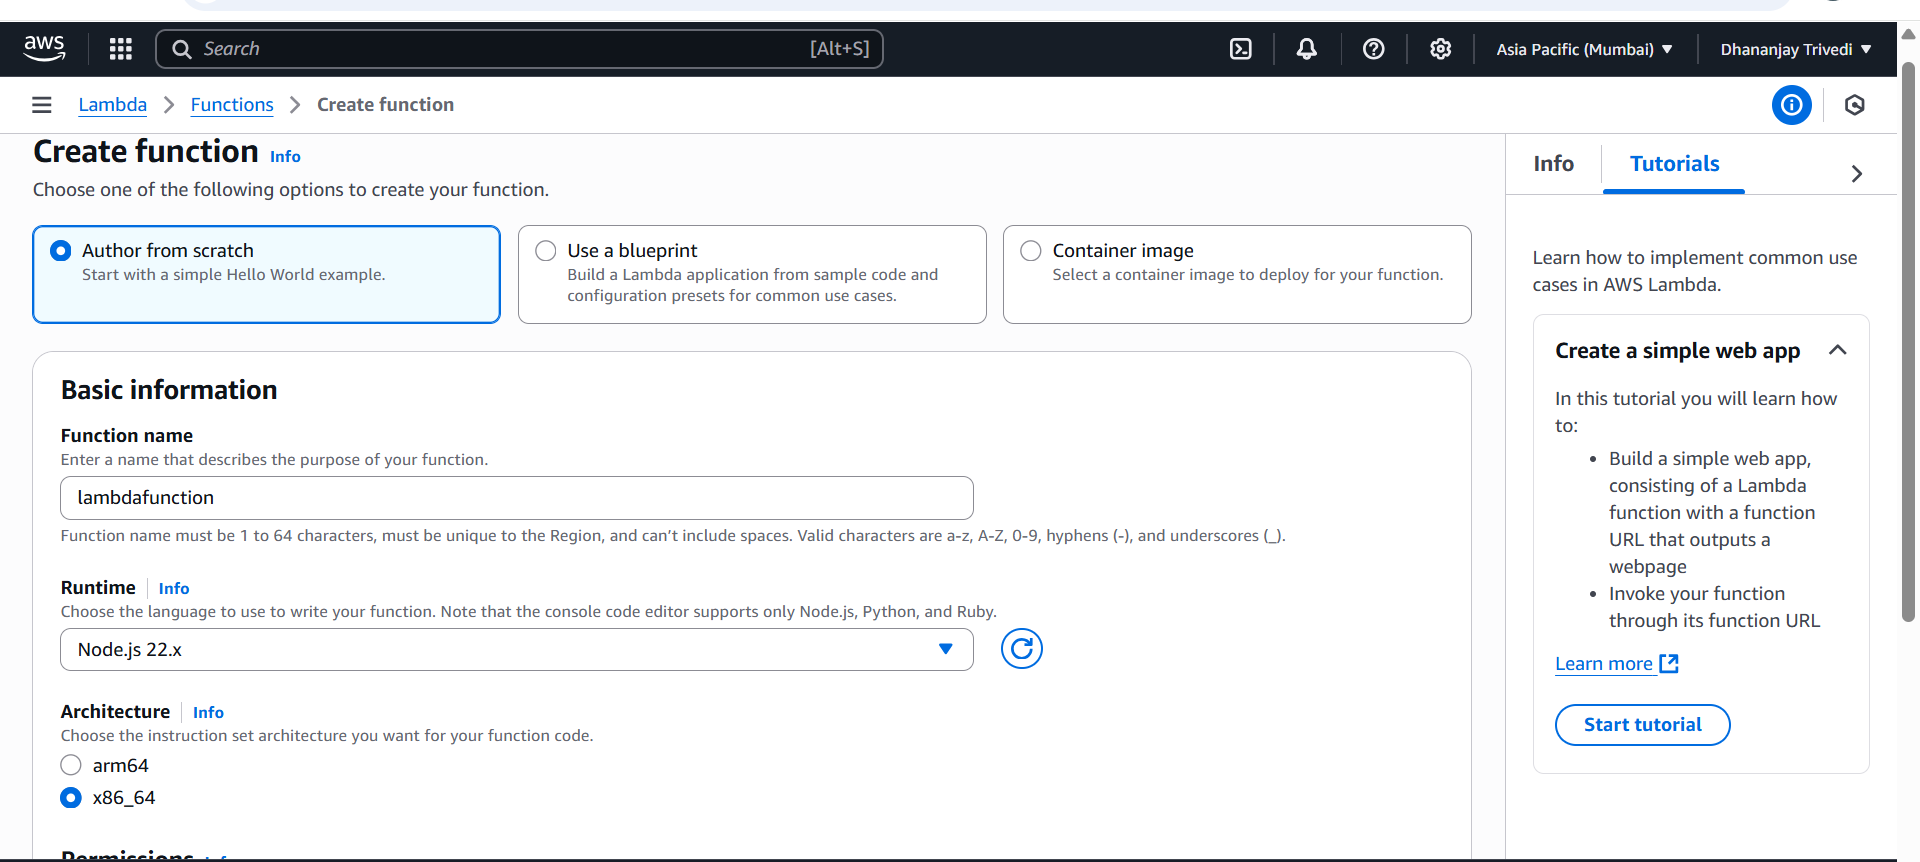 aws
Search
[Alt+S]
Asia Pacific (Mumbai)
Dhananjay Trivedi
Lambda
Functions
Create function
Create function Info
Choose one of the following options to create your function.
Author from scratch
Start with a simple Hello World example.
Use a blueprint
Build a Lambda application from sample code and
configuration presets for common use cases.
Container image
Select a container image to deploy for your function.
Basic information
Function name
Enter a name that describes the purpose of your function.
lambdafunction
Function name must be 1 to 64 characters, must be unique to the Region, and can’t include spaces. Valid characters are a-z, A-Z, 0-9, hyphens (-), and underscores (_).
Runtime Info
Choose the language to use to write your function. Note that the console code editor supports only Node.js, Python, and Ruby.
Node.js 22.x
Architecture Info
Choose the instruction set architecture you want for your function code.
arm64
x86_64
Permissions Info
Info
Tutorials
Learn how to implement common use
cases in AWS Lambda.
Create a simple web app
In this tutorial you will learn how
to:
• Build a simple web app,
consisting of a Lambda
function with a function
URL that outputs a
webpage
• Invoke your function
through its function URL
Learn more
Start tutorial